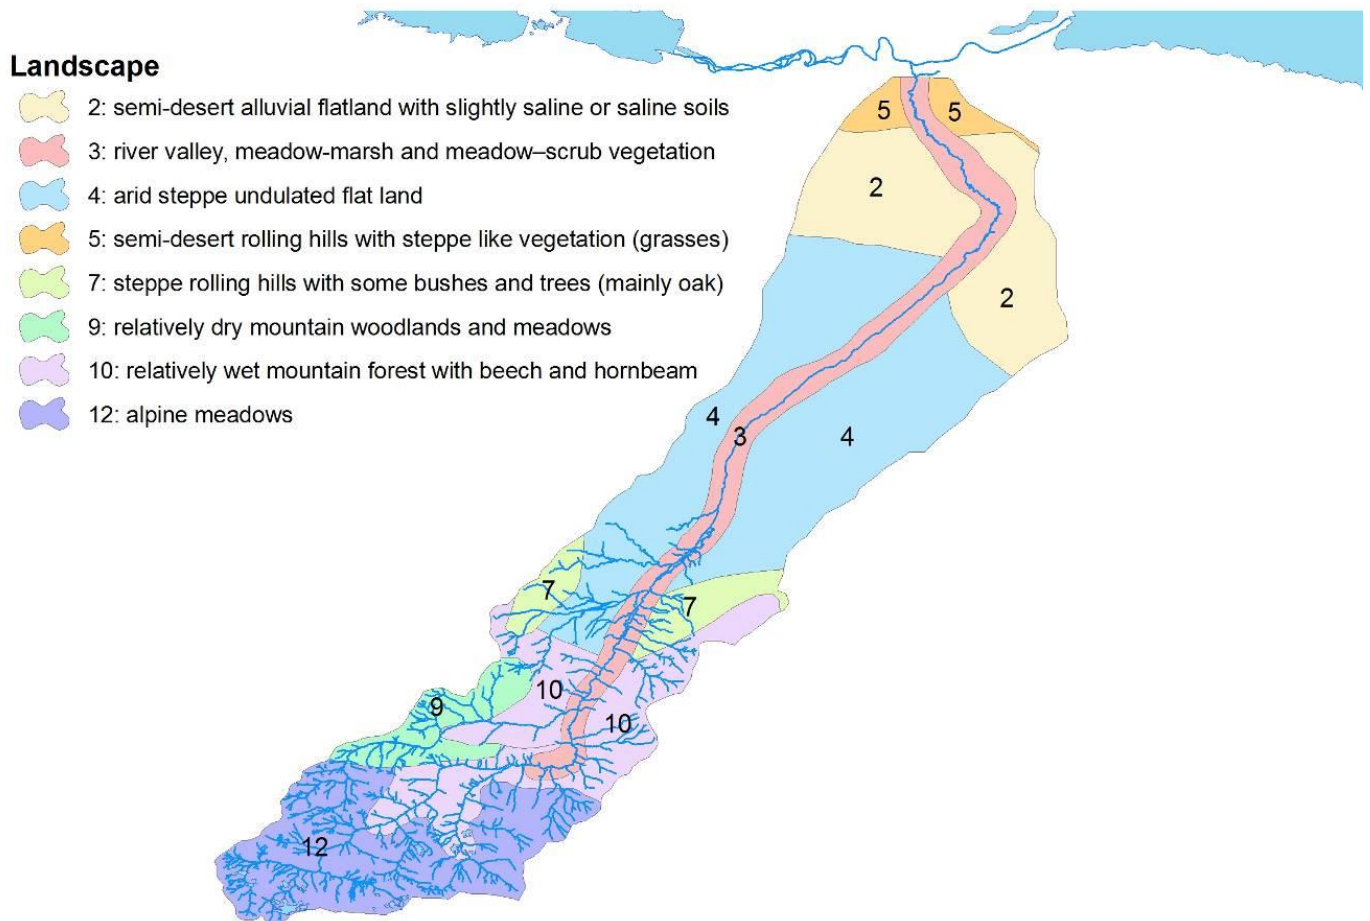 Landscape
2: semi-desert alluvial flatland with slightly saline or saline soils
3: river valley, meadow-marsh and meadow–scrub vegetation
4: arid steppe undulated flat land
5: semi-desert rolling hills with steppe like vegetation (grasses)
7: steppe rolling hills with some bushes and trees (mainly oak)
9: relatively dry mountain woodlands and meadows
10: relatively wet mountain forest with beech and hornbeam
12: alpine meadows
5
5
2
2
4
3
4
7
7
10
9
10
12